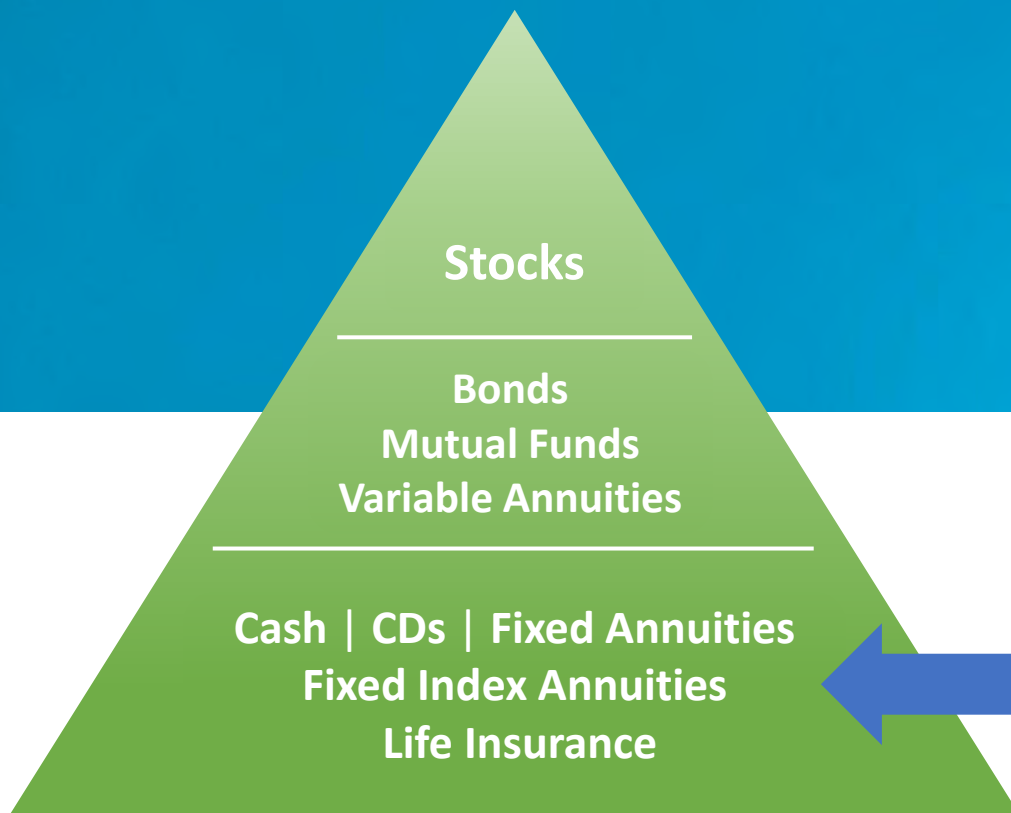 Stocks
Bonds
Mutual Funds
Variable Annuities
Cash | CDs | Fixed Annuities
Fixed Index Annuities
Life Insurance